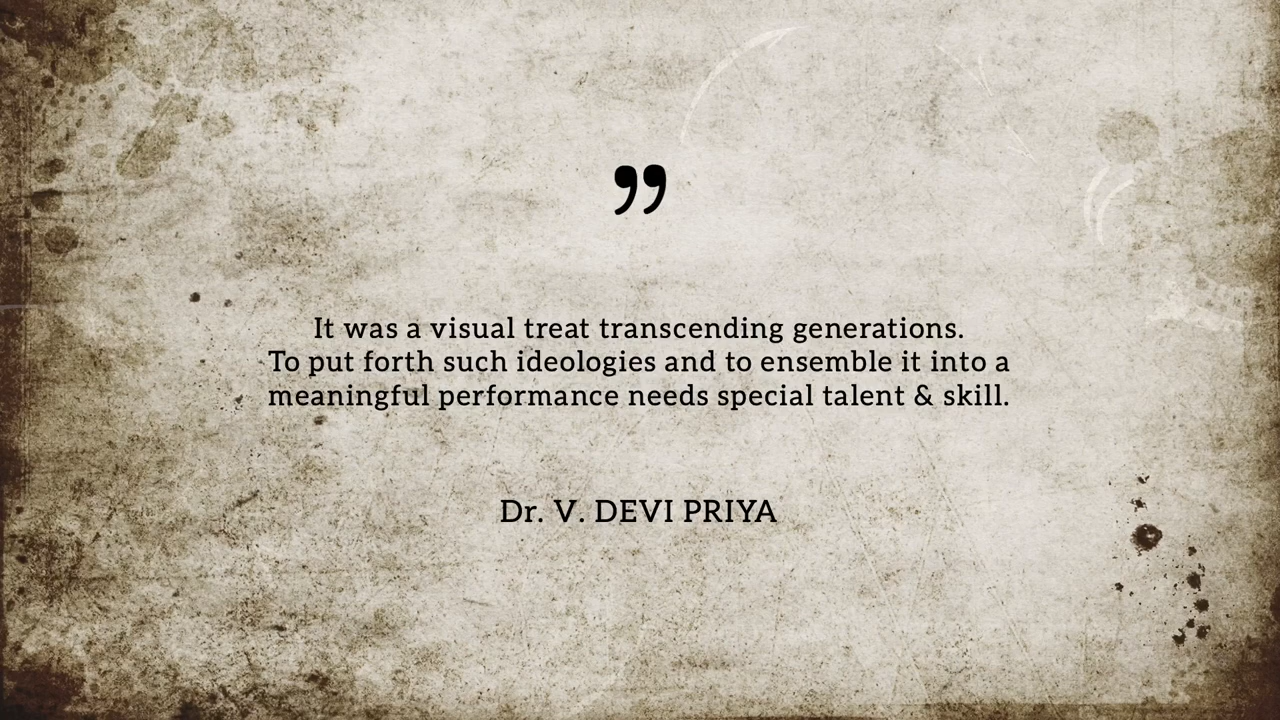 ”
It was a visual treat transcending generations.
To put forth such ideologies and to ensemble it into a
meaningful performance needs special talent & skill.
Dr. V. DEVI PRIYA